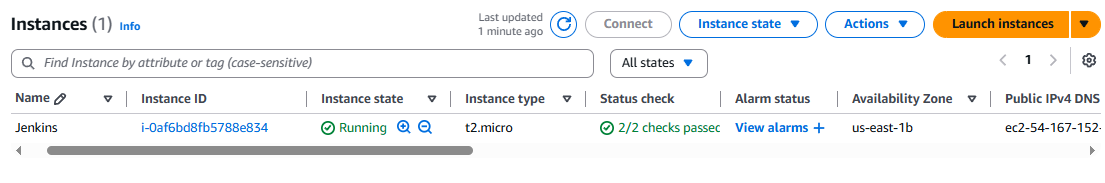 Instances (1) Info
Last updated
1 minute ago
Connect
Instance state
Actions
Launch instances
Find Instance by attribute or tag (case-sensitive)
All states
1
Name Instance ID Instance state Instance type Status check Alarm status Availability Zone Public IPv4 DNS
Jenkins i-0af6bd8fb5788e834 Running t2.micro 2/2 checks passed View alarms + us-east-1b ec2-54-167-152-